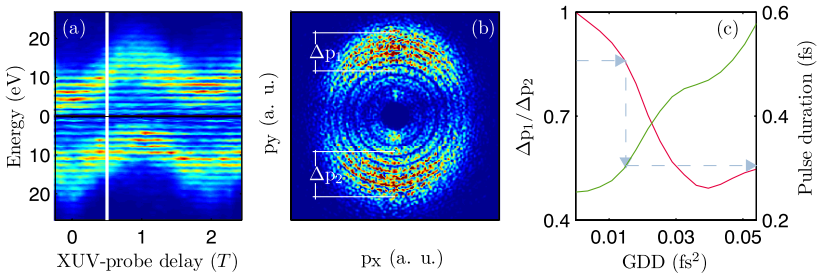 (a)
20
10
0
10
20
Energy (eV)
0 1 2
XUV-probe delay (T)
(b)
Δp1
Δp2
py (a. u.)
px (a. u.)
(c)
1
0.7
0.4
Δp1/Δp2
0.6
0.4
0.2
Pulse duration (fs)
0.01 0.03 0.05
GDD (fs²)